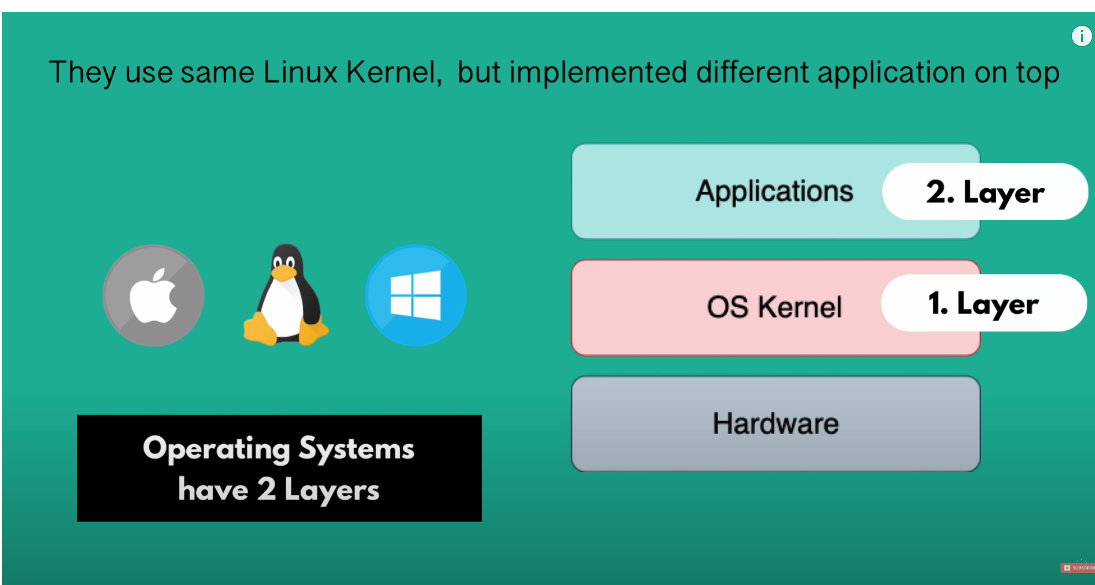 They use same Linux Kernel, but implemented different application on top
Applications
2. Layer
OS Kernel
1. Layer
Hardware
Operating Systems
have 2 Layers